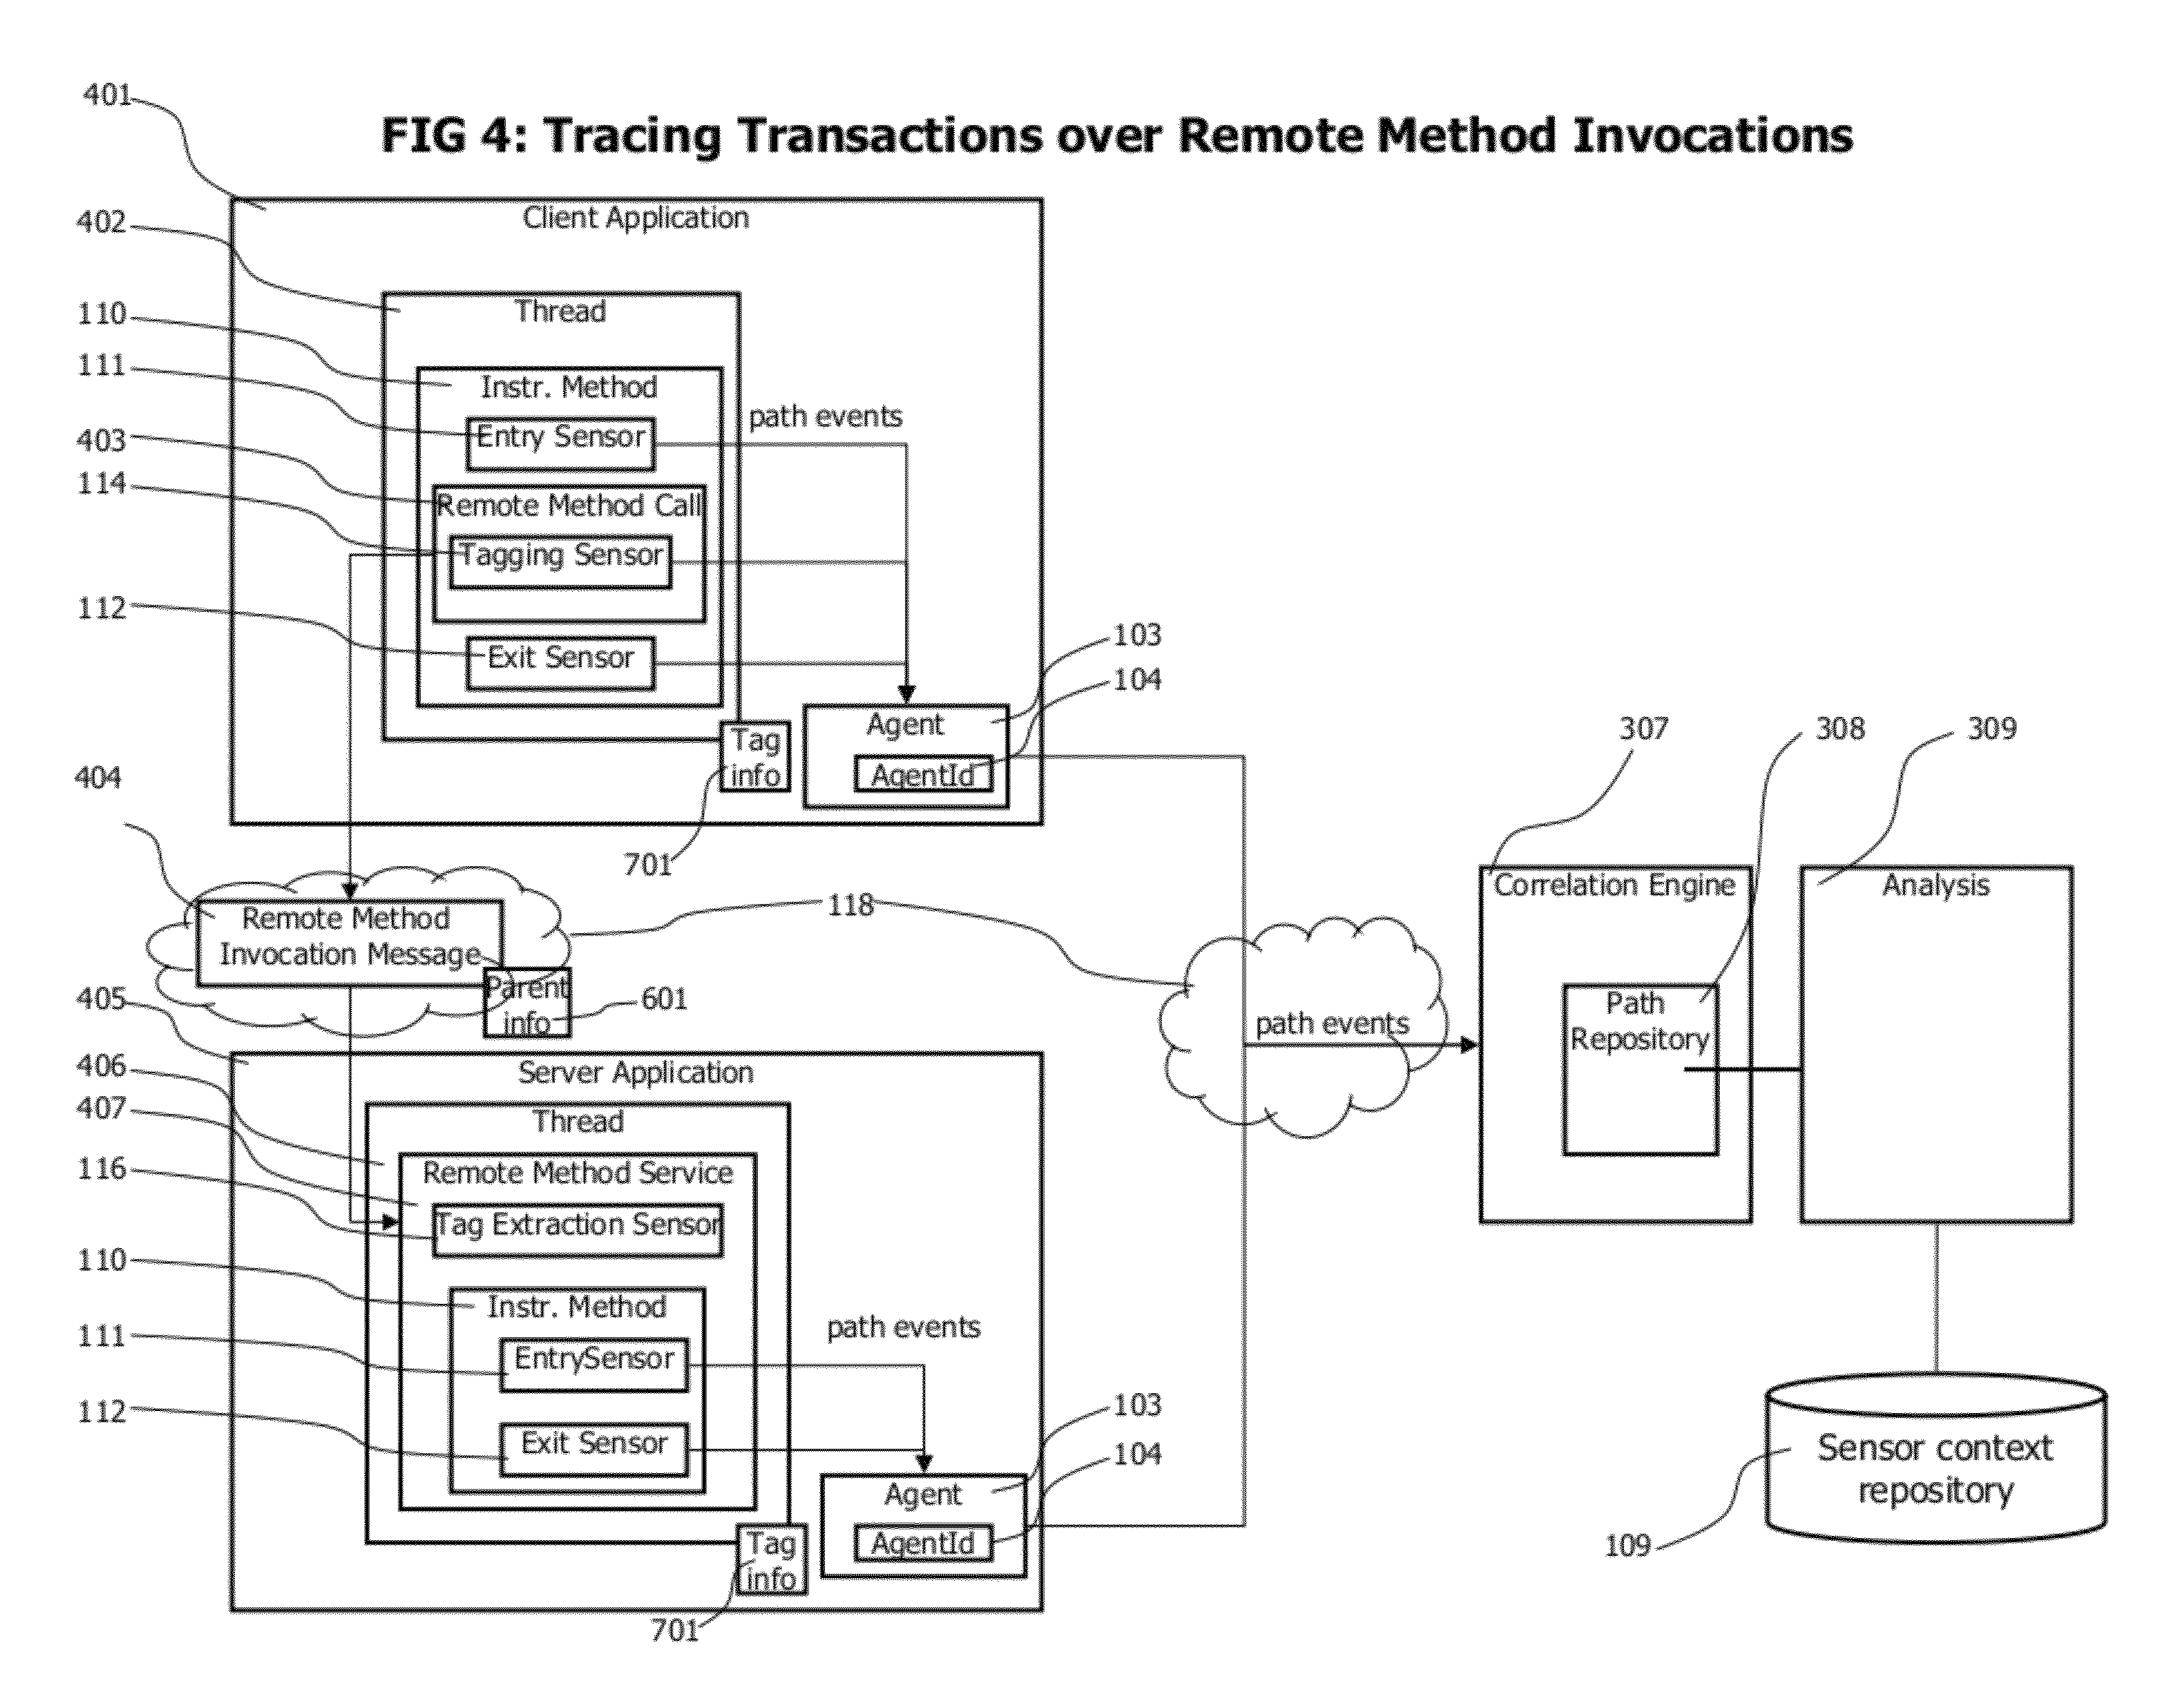 401
FIG 4: Tracing Transactions over Remote Method Invocations
402
Client Application
110
Thread
111
Instr. Method
path events
403
Entry Sensor
114
Remote Method Call
Tagging Sensor
112
Exit Sensor
103
104
Agent
Tag
info
AgentId
404
701
307
308
309
118
Remote Method
Invocation Message
Parent
info
601
Correlation Engine
Analysis
Path
Repository
path events
405
406
Server Application
407
Thread
116
Remote Method Service
Tag Extraction Sensor
110
Instr. Method
111
EntrySensor
path events
112
Exit Sensor
103
104
Agent
AgentId
Tag
info
701
Sensor context
repository
109